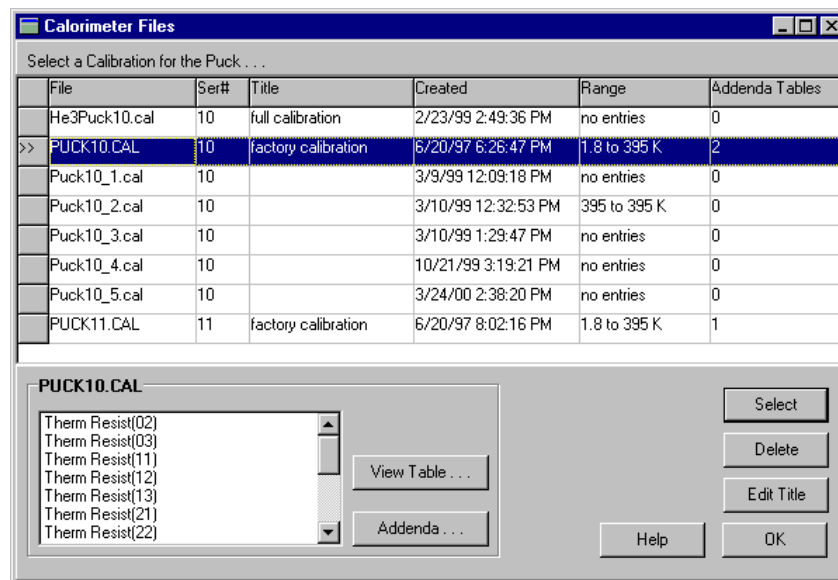 Calorimeter Files
Select a Calibration for the Puck . . .
File Ser# Title Created Range Addenda Tables
He3Puck10.cal 10 full calibration 2/23/99 2:49:36 PM no entries 0
>> PUCK10.CAL 10 factory calibration 6/20/97 6:26:47 PM 1.8 to 395 K 2
Puck10_1.cal 10 3/9/99 12:09:18 PM no entries 0
Puck10_2.cal 10 3/10/99 12:32:53 PM 395 to 395 K 0
Puck10_3.cal 10 3/10/99 1:29:47 PM no entries 0
Puck10_4.cal 10 10/21/99 3:19:21 PM no entries 0
Puck10_5.cal 10 3/24/00 2:38:20 PM no entries 0
PUCK11.CAL 11 factory calibration 6/20/97 8:02:16 PM 1.8 to 395 K 1
PUCK10.CAL
Therm Resist(02)
Therm Resist(03)
Therm Resist(11)
Therm Resist(12)
Therm Resist(13)
Therm Resist(21)
Therm Resist(22)
View Table . . .
Addenda . . .
Select
Delete
Edit Title
Help OK